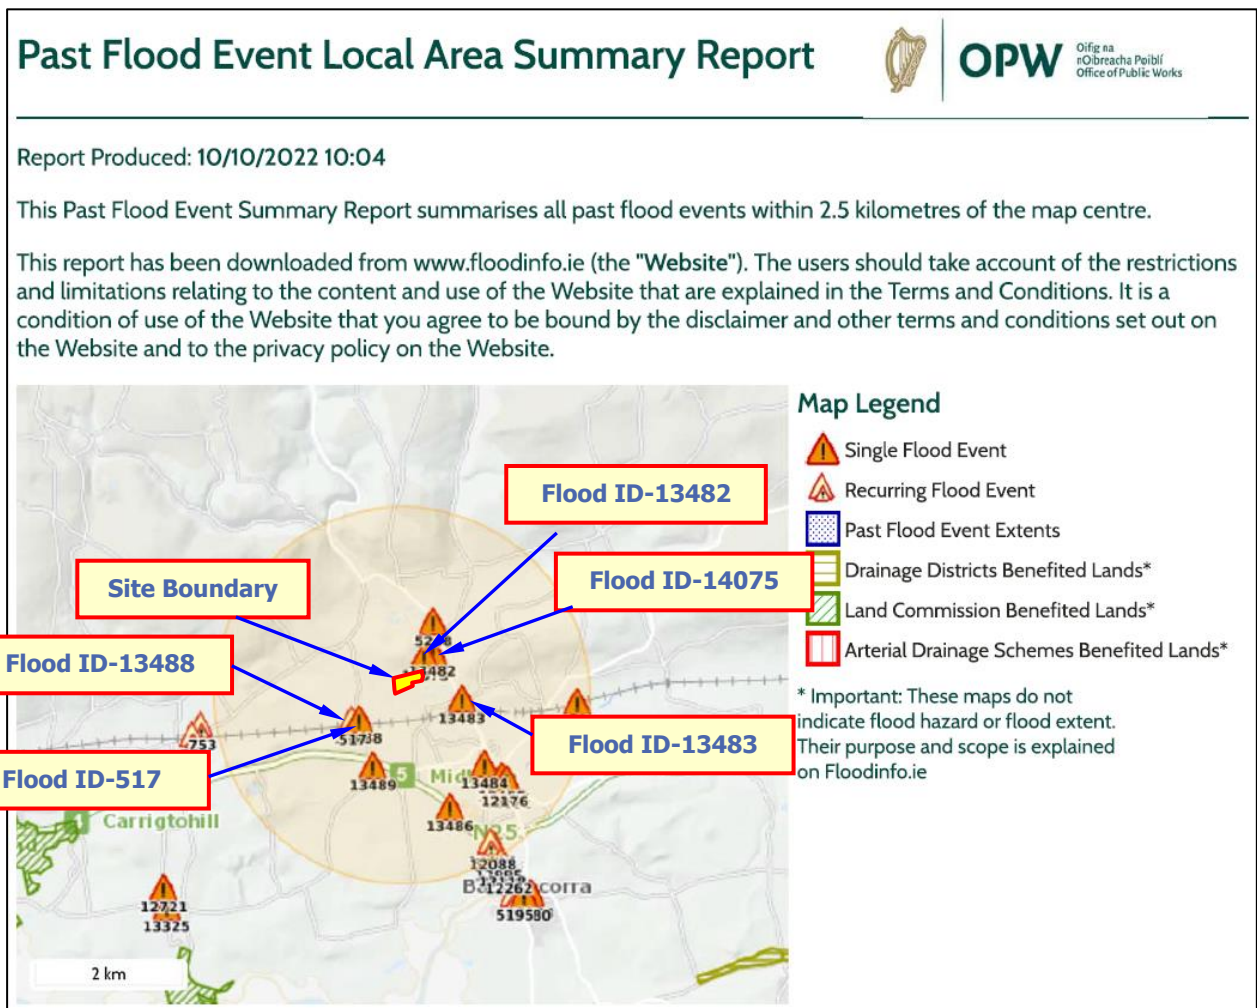 Past Flood Event Local Area Summary Report
OPW
Oifig na
nOibreacha Poiblí
Office of Public Works
Report Produced: 10/10/2022 10:04
This Past Flood Event Summary Report summarises all past flood events within 2.5 kilometres of the map centre.
This report has been downloaded from www.floodinfo.ie (the "Website"). The users should take account of the restrictions
and limitations relating to the content and use of the Website that are explained in the Terms and Conditions. It is a
condition of use of the Website that you agree to be bound by the disclaimer and other terms and conditions set out on
the Website and to the privacy policy on the Website.
Map Legend
Single Flood Event
Recurring Flood Event
Past Flood Event Extents
Drainage Districts Benefited Lands*
Land Commission Benefited Lands*
Arterial Drainage Schemes Benefited Lands*
* Important: These maps do not
indicate flood hazard or flood extent.
Their purpose and scope is explained
on Floodinfo.ie
Flood ID-13482
Flood ID-14075
Site Boundary
Flood ID-13488
Flood ID-13483
Flood ID-517
13482
13483
753
13489
5
13484
12176
13486
N25
Carrigtohill
12088
12262
519580
12721
13325
2 km